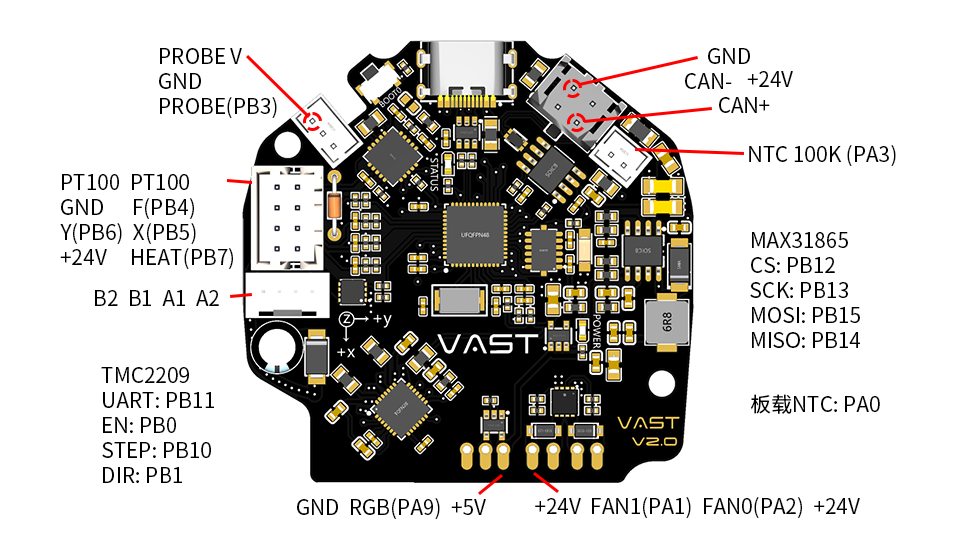 PROBE V
GND
PROBE(PB3)
GND
CAN- +24V
CAN+
NTC 100K (PA3)
BOOT0
STATUS
PT100 PT100
GND F(PB4)
Y(PB6) X(PB5)
+24V HEAT(PB7)
B2 B1 A1 A2
UFQFPN48
SOIC8
SOIC8
6R8
POWER
Z +y
+x
VAST
MAX31865
CS: PB12
SCK: PB13
MOSI: PB15
MISO: PB14
板载NTC: PA0
TMC2209
UART: PB11
EN: PB0
STEP: PB10
DIR: PB1
VAST
V2.0
GND RGB(PA9) +5V
+24V FAN1(PA1) FAN0(PA2) +24V